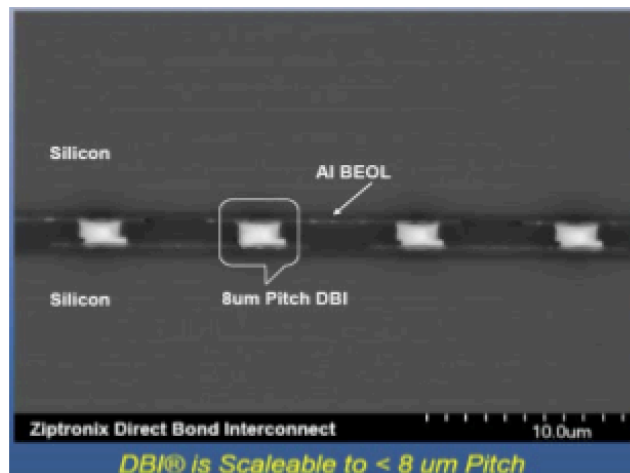 Silicon
Al BEOL
Silicon
8um Pitch DBI
Ziptronix Direct Bond Interconnect
10.0um
DBI® is Scaleable to < 8 um Pitch